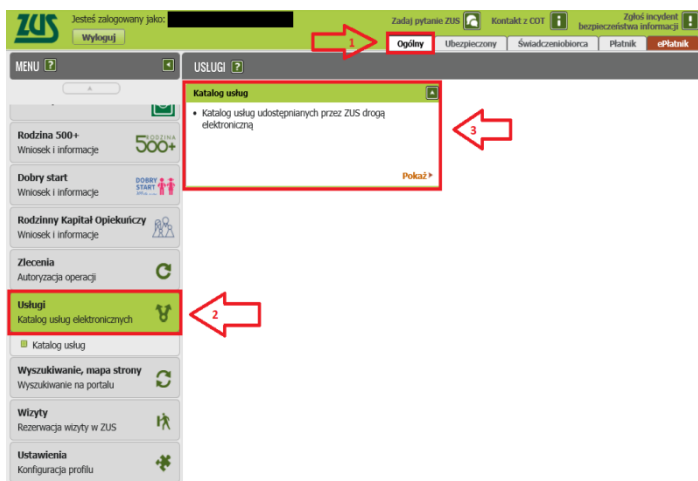 ZUS
Jesteś zalogowany jako:
Wyloguj
Zadaj pytanie ZUS
Kontakt z COT
Zgłoś incydent
bezpieczeństwa informacji
1
Ogólny
Ubezpieczony
Świadczeniobiorca
Płatnik
ePłatnik
MENU ?
USŁUGI ?
Katalog usług
Katalog usług udostępnianych przez ZUS drogą
elektroniczną
Pokaż
3
Rodzina 500+
Wniosek i informacje
RODZINA
500+
Dobry start
Wniosek i informacje
DOBRY
START
Rodzinny Kapitał Opiekuńczy
Wniosek i informacje
Zlecenia
Autoryzacja operacji
Usługi
Katalog usług elektronicznych
2
Katalog usług
Wyszukiwanie, mapa strony
Wyszukiwanie na portalu
Wizyty
Rezerwacja wizyty w ZUS
Ustawienia
Konfiguracja profilu